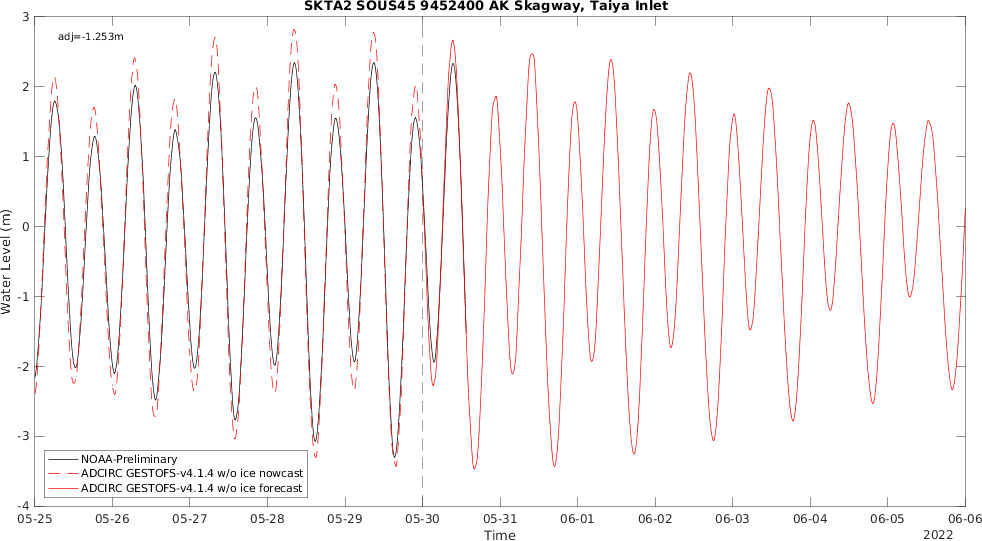 SKTA2 SOUS45 9452400 AK Skagway, Taiya Inlet
adj=-1.253m
3
2
1
0
-1
-2
-3
-4
Water Level (m)
NOAA-Preliminary
ADCIRC GESTOFS-v4.1.4 w/o ice nowcast
ADCIRC GESTOFS-v4.1.4 w/o ice forecast
05-25 05-26 05-27 05-28 05-29 05-30 05-31 06-01 06-02 06-03 06-04 06-05 06-06
Time
2022